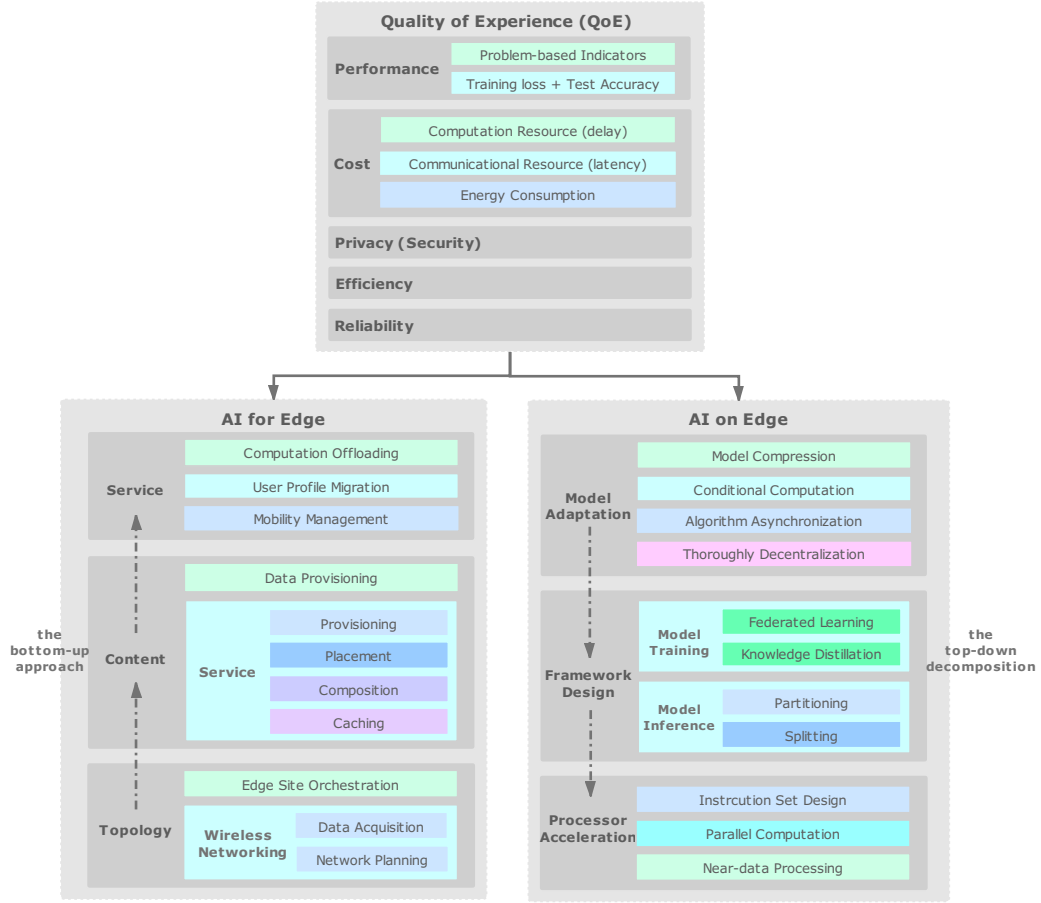 Quality of Experience (QoE)
Performance
Problem-based Indicators
Training loss + Test Accuracy
Cost
Computation Resource (delay)
Communicational Resource (latency)
Energy Consumption
Privacy (Security)
Efficiency
Reliability
AI for Edge
Service
Computation Offloading
User Profile Migration
Mobility Management
the
bottom-up
approach
Content
Data Provisioning
Service
Provisioning
Placement
Composition
Caching
Topology
Edge Site Orchestration
Wireless
Networking
Data Acquisition
Network Planning
AI on Edge
Model
Adaptation
Model Compression
Conditional Computation
Algorithm Asynchronization
Thoroughly Decentralization
Framework
Design
Model
Training
Federated Learning
Knowledge Distillation
Model
Inference
Partitioning
Splitting
the
top-down
decomposition
Processor
Acceleration
Instrcution Set Design
Parallel Computation
Near-data Processing